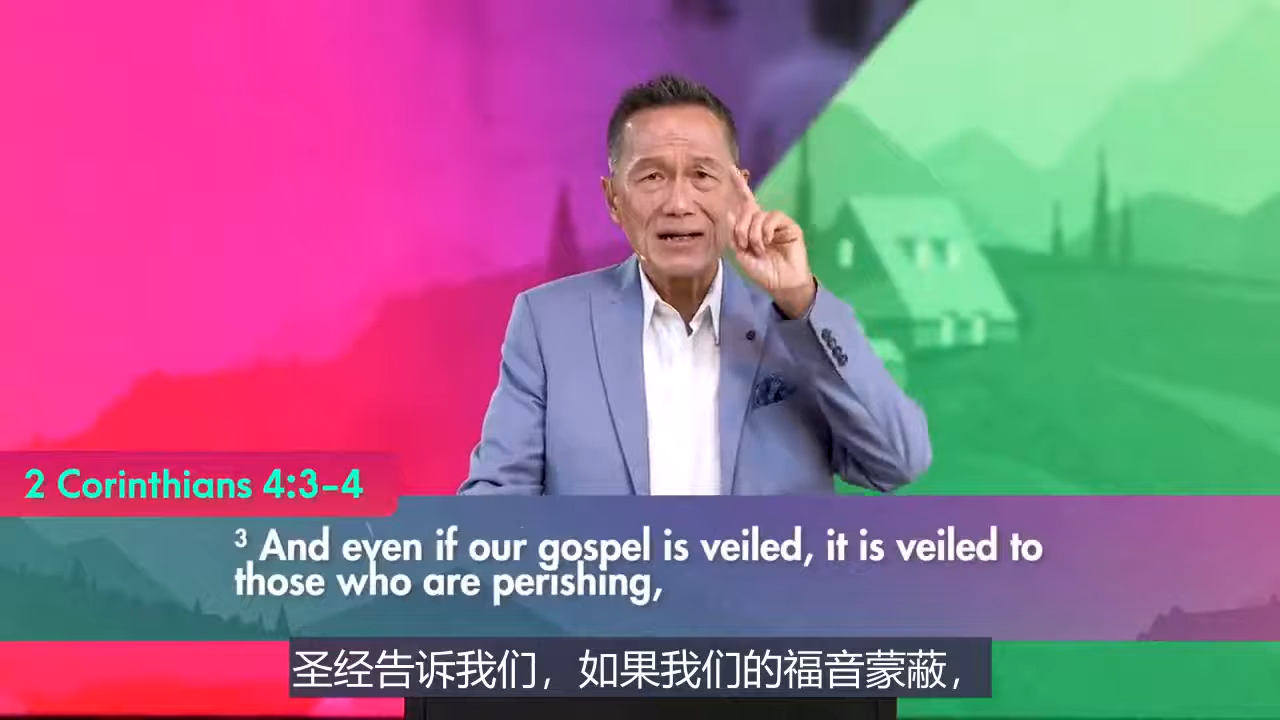 2 Corinthians 4:3-4
3 And even if our gospel is veiled, it is veiled to
those who are perishing,
圣经告诉我们，如果我们的福音蒙蔽，